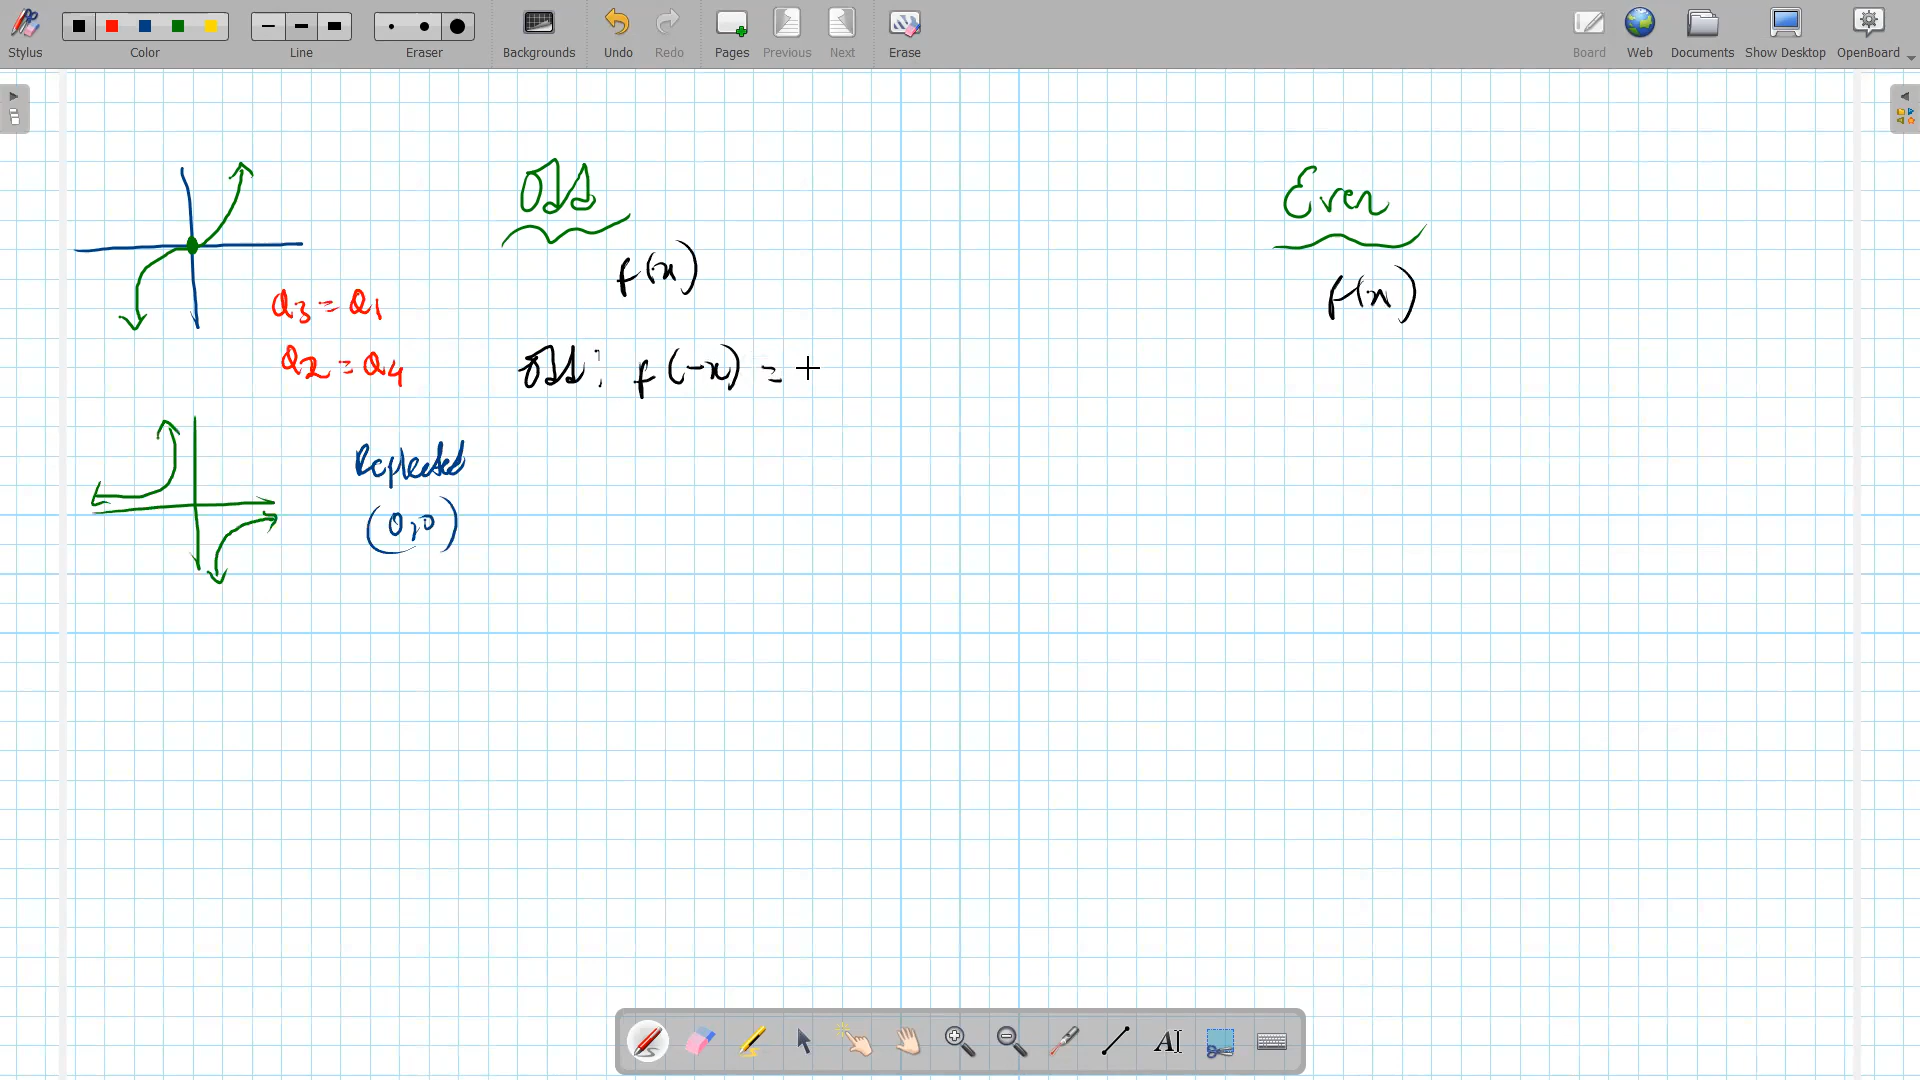 Stylus
Color
Line
Eraser
Backgrounds
Undo
Redo
Pages
Previous
Next
Erase
Board
Web
Documents
Show Desktop
OpenBoard
Odd
f(x)
Odd: f(-x) =
Q3 = Q1
Q2 = Q4
Reflected
(0,0)
Even
f(x)